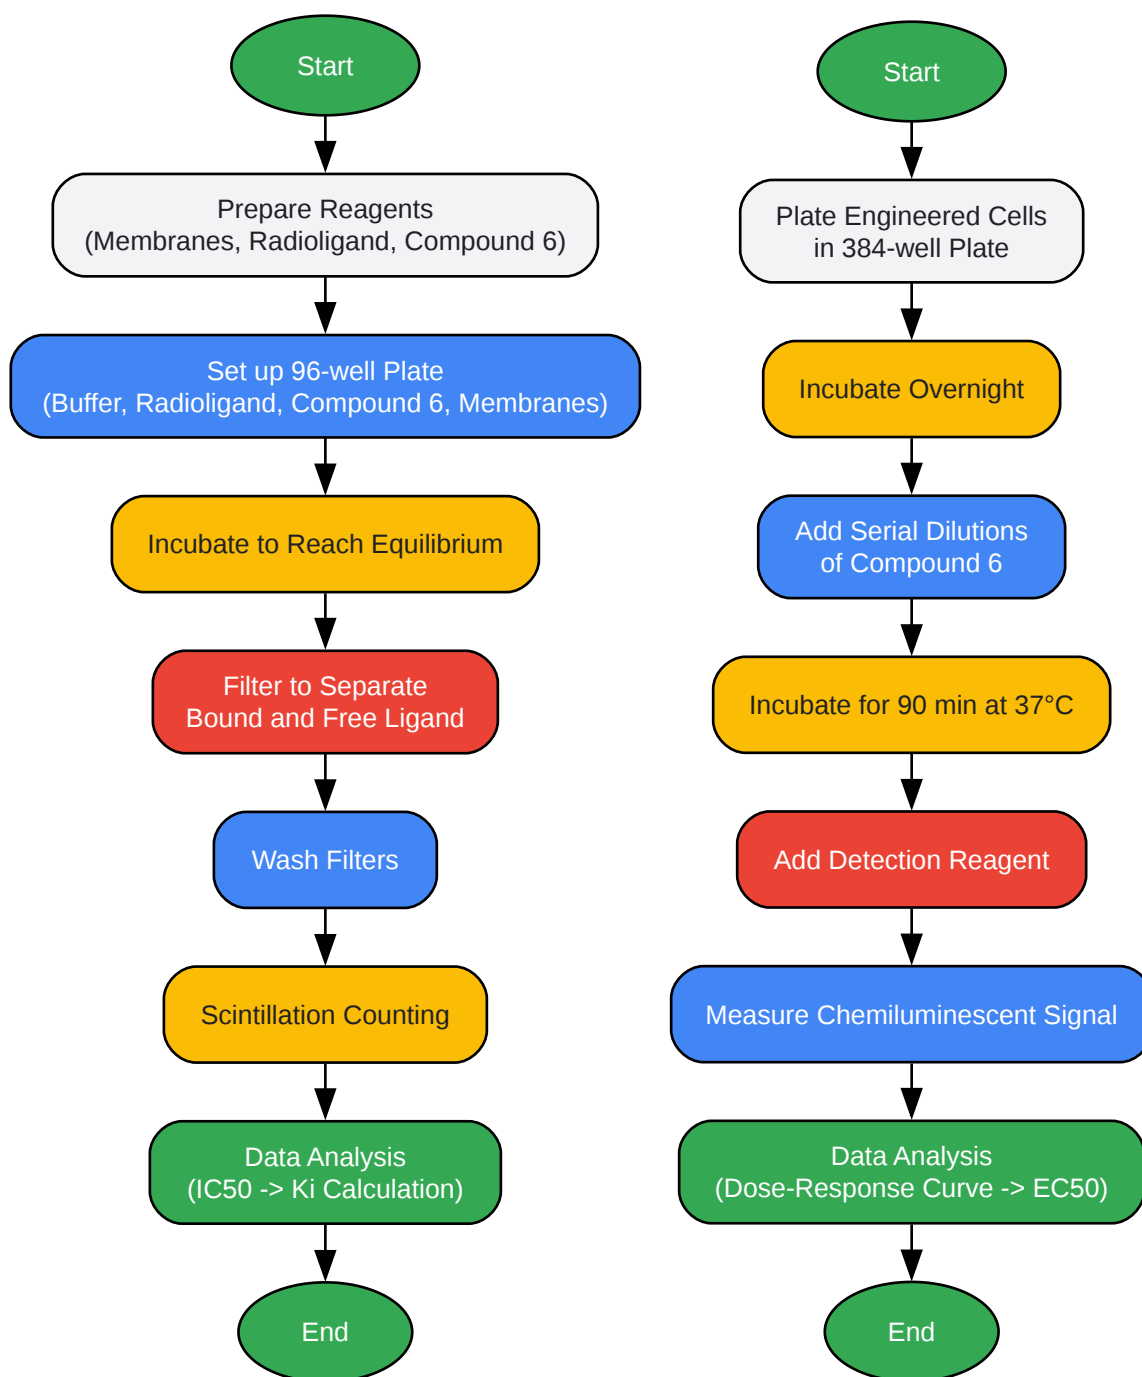 Start
Prepare Reagents
(Membranes, Radioligand, Compound 6)
Set up 96-well Plate
(Buffer, Radioligand, Compound 6, Membranes)
Incubate to Reach Equilibrium
Filter to Separate
Bound and Free Ligand
Wash Filters
Scintillation Counting
Data Analysis
(IC50 -> Ki Calculation)
End
Start
Plate Engineered Cells
in 384-well Plate
Incubate Overnight
Add Serial Dilutions
of Compound 6
Incubate for 90 min at 37°C
Add Detection Reagent
Measure Chemiluminescent Signal
Data Analysis
(Dose-Response Curve -> EC50)
End